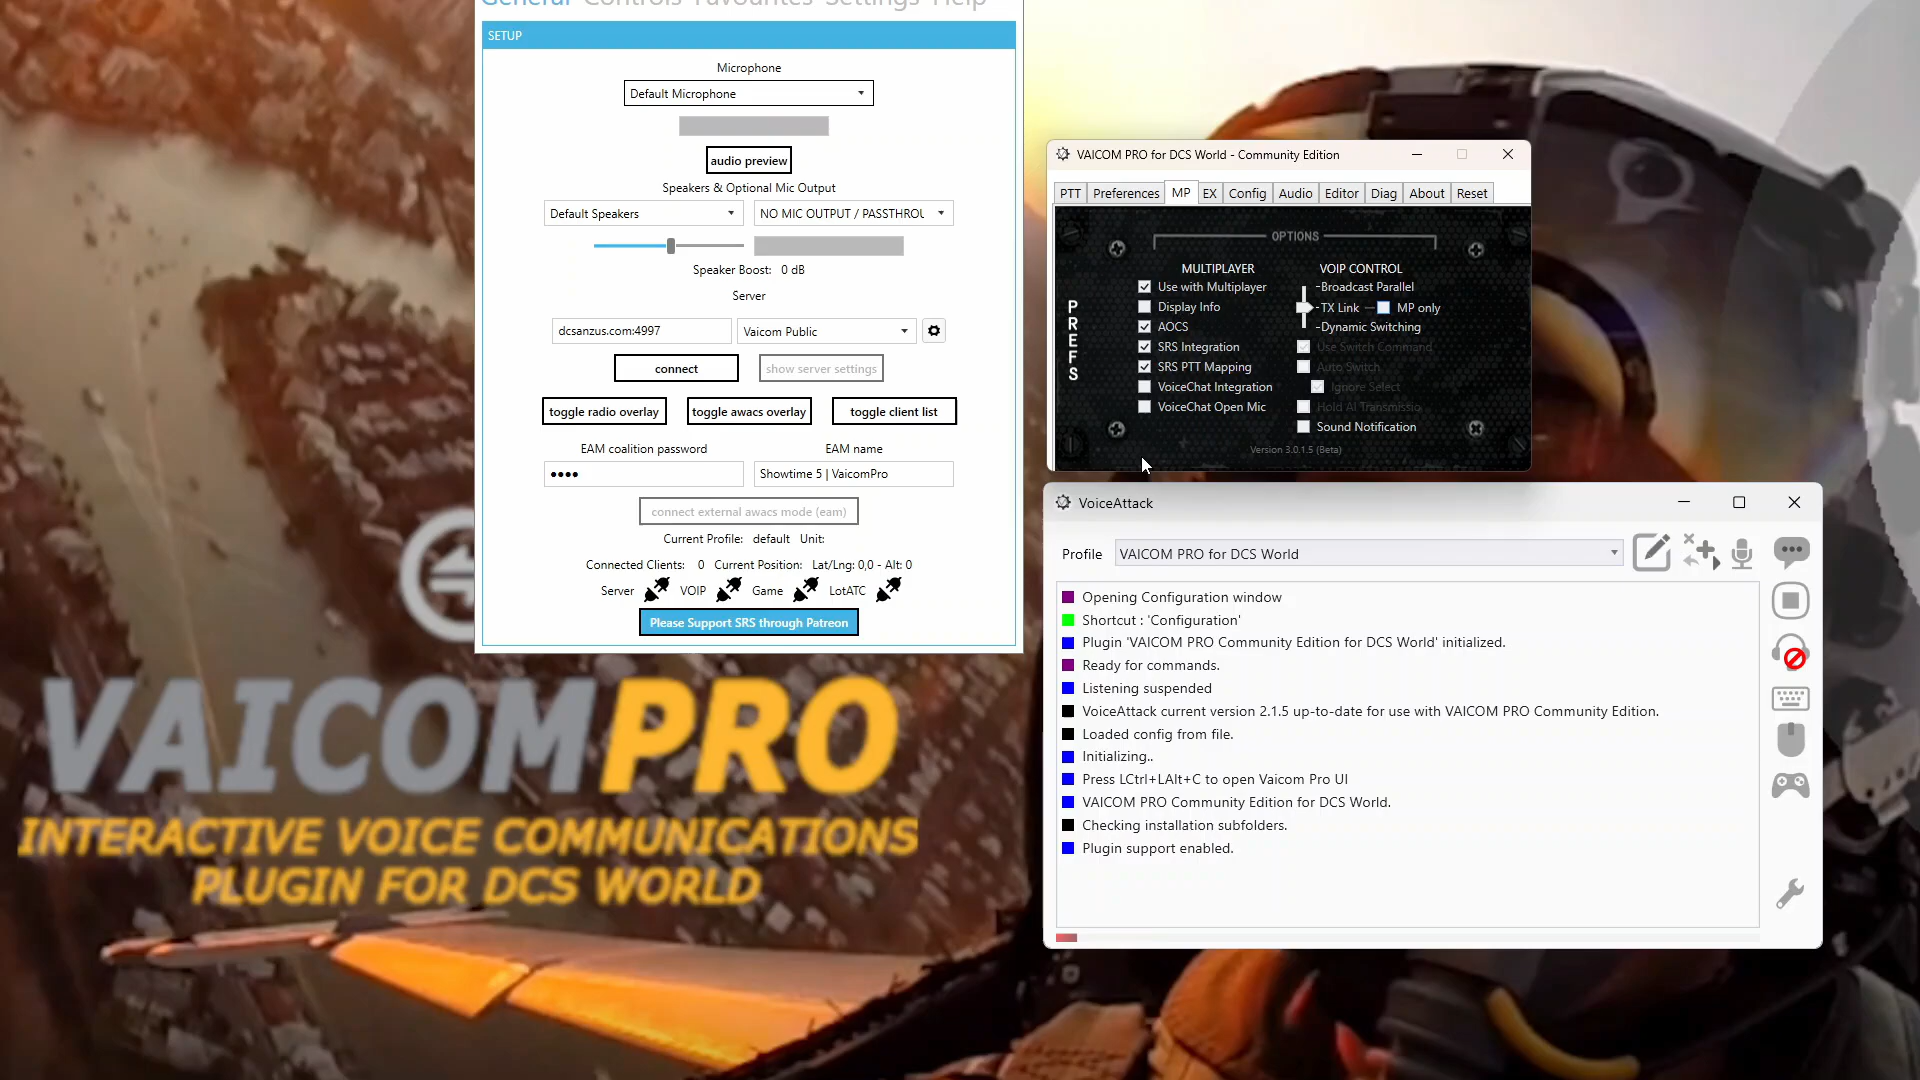 General Controls Favourites Settings Help
SETUP
Microphone
Default Microphone
audio preview
Speakers & Optional Mic Output
Default Speakers
NO MIC OUTPUT / PASSTHROU
Speaker Boost: 0 dB
Server
dcsanzus.com:4997
Vaicom Public
connect
show server settings
toggle radio overlay
toggle awacs overlay
toggle client list
EAM coalition password
EAM name
••••
Showtime 5 | VaicomPro
connect external awacs mode (eam)
Current Profile: default Unit:
Connected Clients: 0 Current Position: Lat/Lng: 0,0 - Alt: 0
Server VOIP Game LotATC
Please Support SRS through Patreon
VAICOM PRO for DCS World - Community Edition
PTT Preferences MP EX Config Audio Editor Diag About Reset
OPTIONS
PREFS
MULTIPLAYER
Use with Multiplayer
Display Info
AOCS
SRS Integration
SRS PTT Mapping
VoiceChat Integration
VoiceChat Open Mic
VOIP CONTROL
-Broadcast Parallel
-TX Link — MP only
-Dynamic Switching
Use Switch Command
Auto Switch
Ignore Select
Hold AI Transmissio
Sound Notification
Version 3.0.1.5 (Beta)
VoiceAttack
Profile VAICOM PRO for DCS World
Opening Configuration window
Shortcut : 'Configuration'
Plugin 'VAICOM PRO Community Edition for DCS World' initialized.
Ready for commands.
Listening suspended
VoiceAttack current version 2.1.5 up-to-date for use with VAICOM PRO Community Edition.
Loaded config from file.
Initializing..
Press LCtrl+LAlt+C to open Vaicom Pro UI
VAICOM PRO Community Edition for DCS World.
Checking installation subfolders.
Plugin support enabled.
VAICOMPRO
INTERACTIVE VOICE COMMUNICATIONS
PLUGIN FOR DCS WORLD